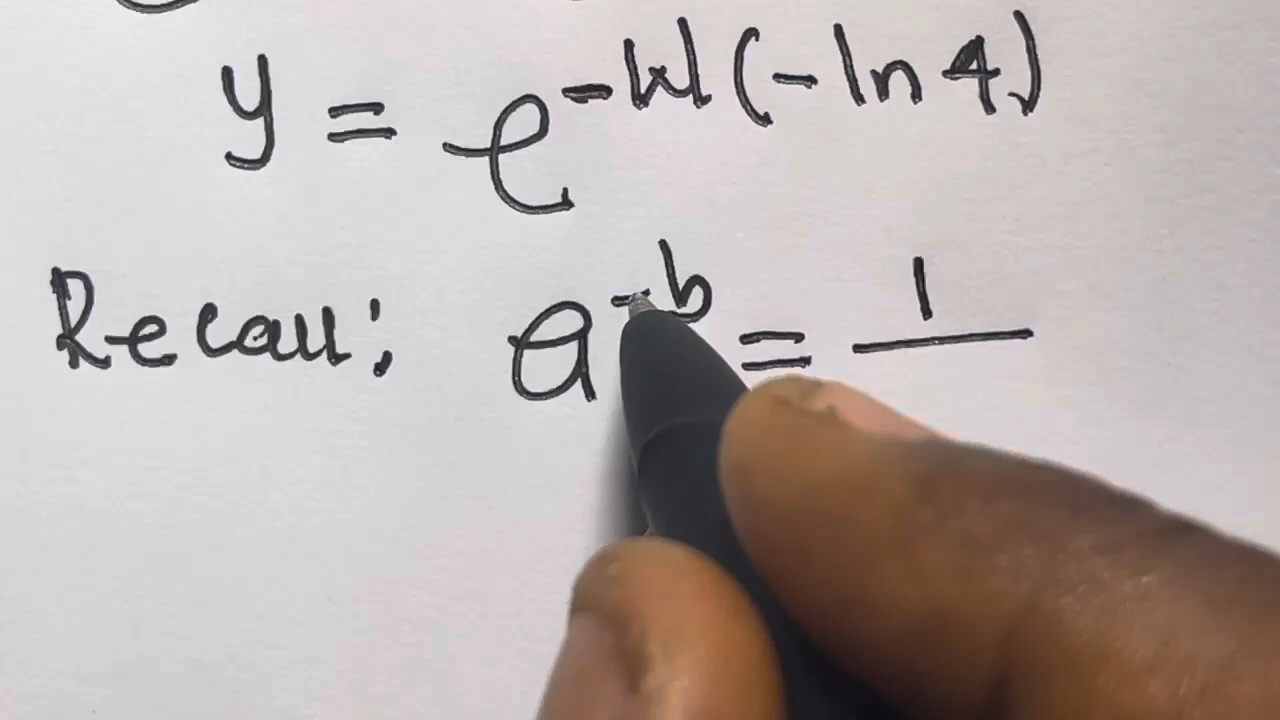 y = e^{-W(-ln4)}
Recall: a^{-b} = 1/